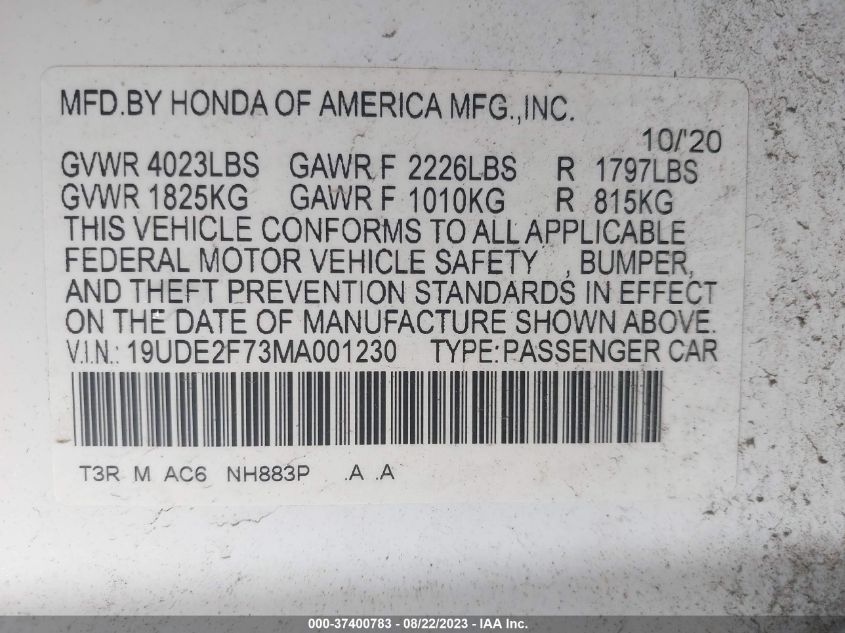 MFD.BY HONDA OF AMERICA MFG.,INC.
10/'20
GVWR 4023LBS GAWR F 2226LBS R 1797LBS
GVWR 1825KG GAWR F 1010KG R 815KG
THIS VEHICLE CONFORMS TO ALL APPLICABLE
FEDERAL MOTOR VEHICLE SAFETY , BUMPER,
AND THEFT PREVENTION STANDARDS IN EFFECT
ON THE DATE OF MANUFACTURE SHOWN ABOVE.
V.I.N.: 19UDE2F73MA001230 TYPE:PASSENGER CAR
T3R M AC6 NH883P .A .A
000-37400783 - 08/22/2023 - IAA Inc.